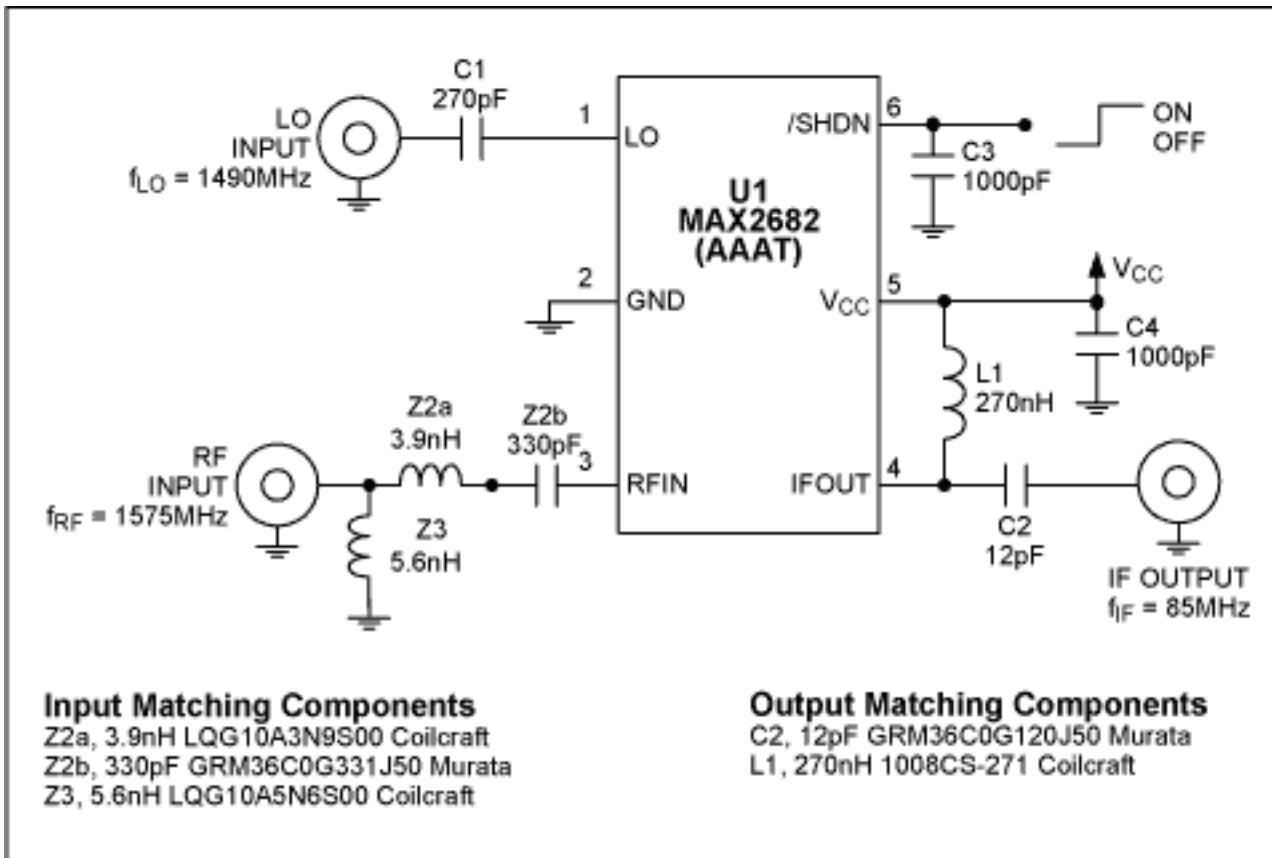 C1
270pF
LO
INPUT
fLO = 1490MHz
1
LO
U1
MAX2682
(AAAT)
/SHDN
6
ON
OFF
C3
1000pF
2
GND
VCC
5
VCC
C4
1000pF
L1
270nH
Z2a
3.9nH
Z2b
330pF
3
RFIN
IFOUT
4
RF
INPUT
fRF = 1575MHz
Z3
5.6nH
C2
12pF
IF OUTPUT
fIF = 85MHz
Input Matching Components
Z2a, 3.9nH LQG10A3N9S00 Coilcraft
Z2b, 330pF GRM36C0G331J50 Murata
Z3, 5.6nH LQG10A5N6S00 Coilcraft
Output Matching Components
C2, 12pF GRM36C0G120J50 Murata
L1, 270nH 1008CS-271 Coilcraft